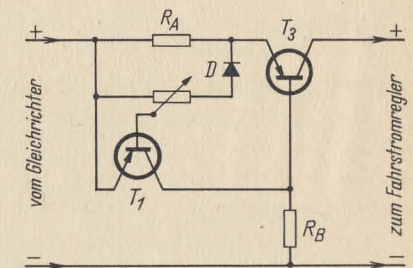 R_A
T_3
+
+
D
vom Gleichrichter
T_1
R_B
zum Fahrstromregler
−
−